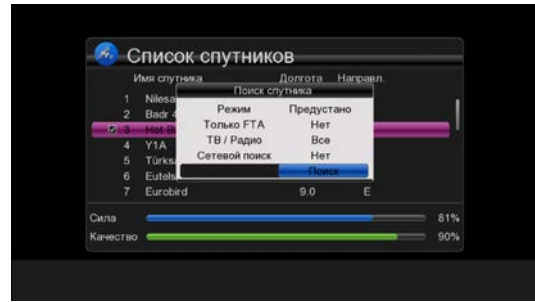 Список спутников
Имя спутника Долгота Направл.
Поиск спутника
1 Nilesa
2 Badr 4
3 Hot B
4 Y1A
5 Türks
6 Eutels
7 Eurobird 9.0 E
Режим Предустано
Только FTA Нет
ТВ / Радио Все
Сетевой поиск Нет
Поиск
Сила 81%
Качество 90%